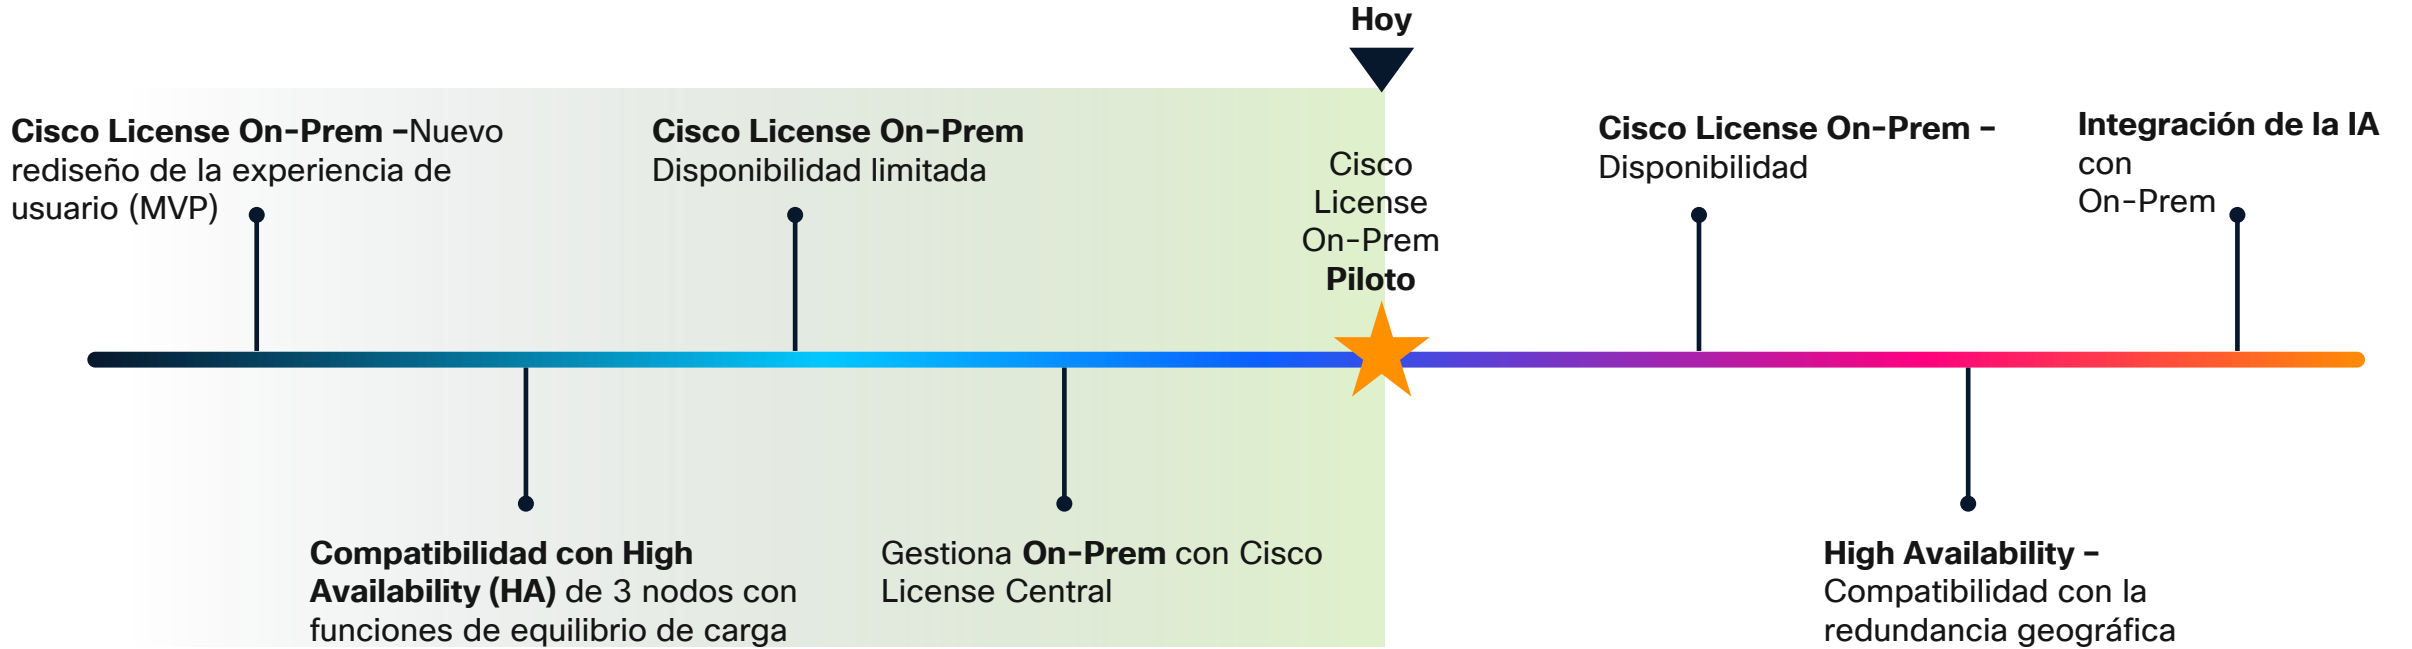 Hoy
Cisco License On-Prem –Nuevo
rediseño de la experiencia de
usuario (MVP)
Cisco License On-Prem
Disponibilidad limitada
Cisco
License
On-Prem
Piloto
Cisco License On-Prem –
Disponibilidad
Integración de la IA
con
On-Prem
Compatibilidad con High
Availability (HA) de 3 nodos con
funciones de equilibrio de carga
Gestiona On-Prem con Cisco
License Central
High Availability –
Compatibilidad con la
redundancia geográfica